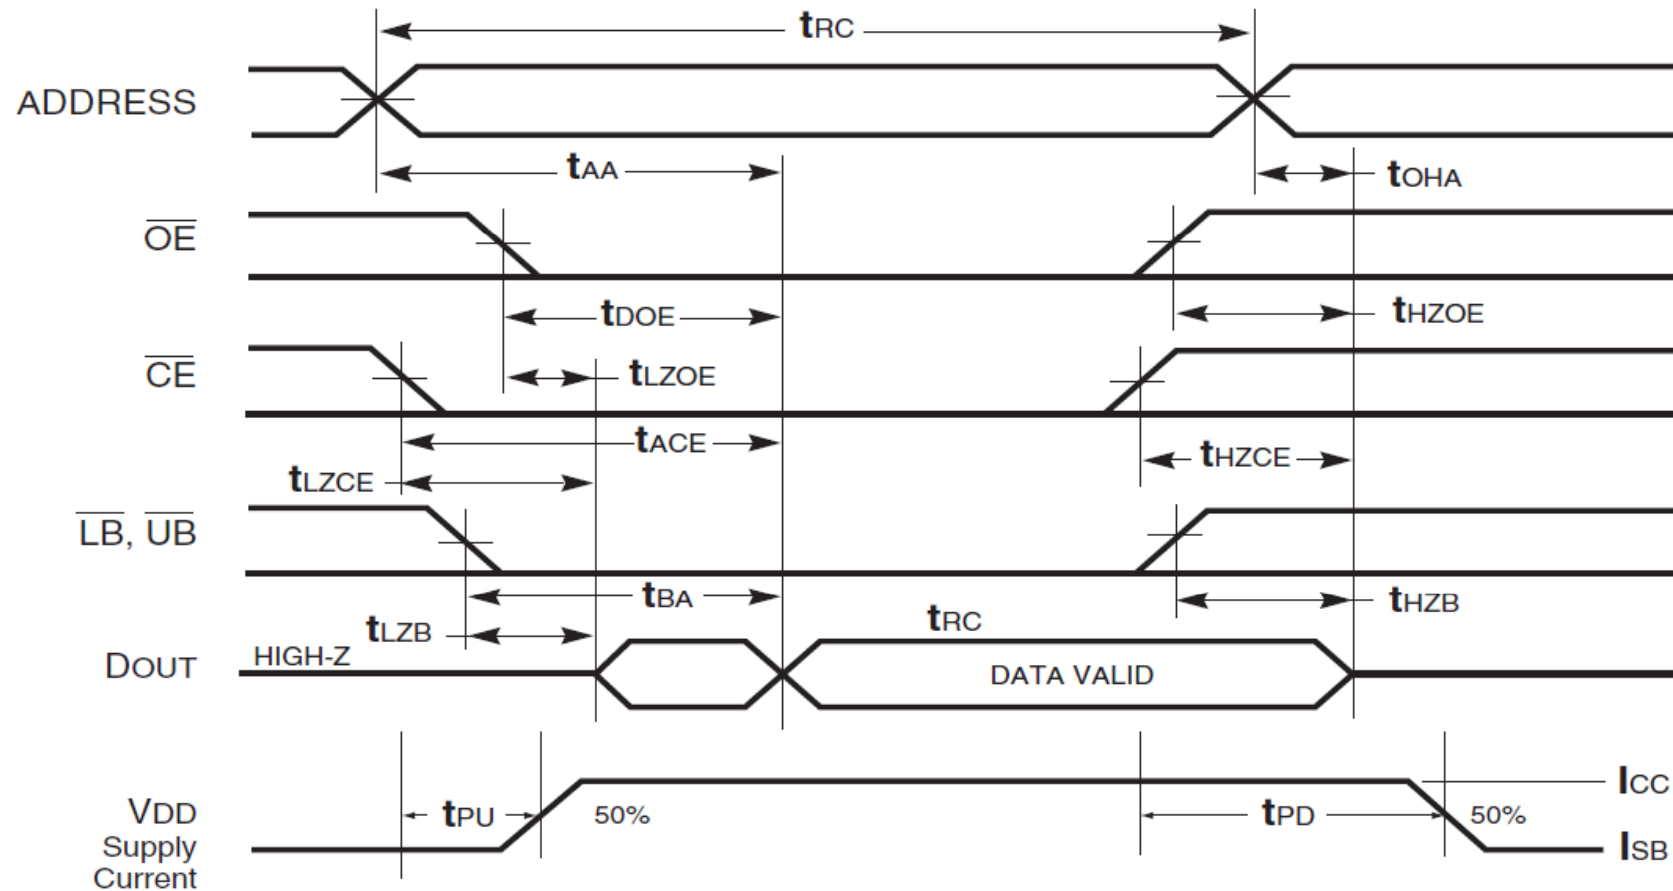 tRC
ADDRESS
tAA
tOHA
OE
tDOE
tHZOE
CE
tLZOE
tACE
tHZCE
tLZCE
LB, UB
tBA
tHZB
tLZB
tRC
DOUT
HIGH-Z
DATA VALID
ICC
VDD
tPU
50%
tPD
50%
Supply
ISB
Current